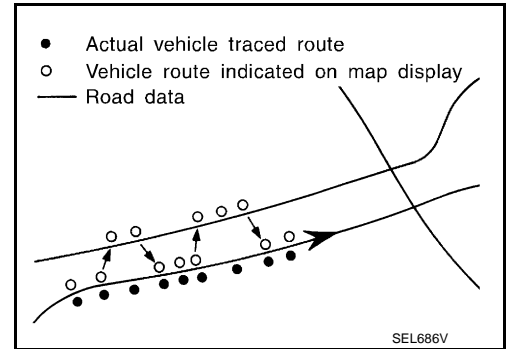 Actual vehicle traced route
Vehicle route indicated on map display
Road data
SEL686V